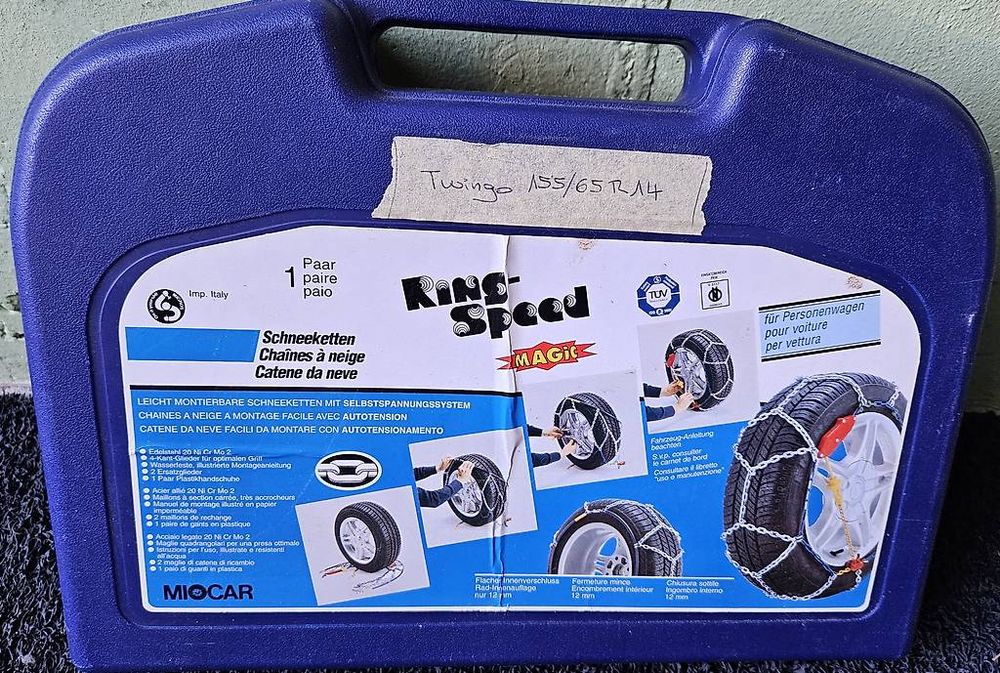 Twingo 155/65R14
Imp. Italy
1 Paar
paire
paio
RING-
Speed
MAGic
TÜV
für Personenwagen
pour voiture
per vettura
Schneeketten
Chaînes à neige
Catene da neve
LEICHT MONTIERBARE SCHNEEKETTEN MIT SELBSTSPANNUNGSSYSTEM
CHAINES A NEIGE A MONTAGE FACILE AVEC AUTOTENSION
CATENE DA NEVE FACILI DA MONTARE CON AUTOTENSIONAMENTO
Edelstahl 20 Ni Cr Mo 2
4-Kant-Glieder für optimalen Griff
Wasserfeste, illustrierte Montageanleitung
2 Ersatzglieder
1 Paar Plastikhandschuhe
Acier allié 20 Ni Cr Mo 2
Maillons à section carrée, très accrocheurs
Manuel de montage illustré en papier
imperméable
2 maillons de rechange
1 paire de gants en plastique
Acciaio legato 20 Ni Cr Mo 2
Maglie quadrangolari per una presa ottimale
Istruzioni per l'uso, illustrate e resistenti
all'acqua
2 maglie di catena di ricambio
1 paio di guanti in plastica
Fahrzeug-Anleitung
beachten
S.v.p. consulter
le carnet de bord
Consultare il libretto
"uso e manutenzione"
MIOCAR
Flacher Innenverschluss
Rad-Innenauflage
nur 12 mm
Fermeture mince
Encombrement intérieur
12 mm
Chiusura sottile
Ingombro interno
12 mm